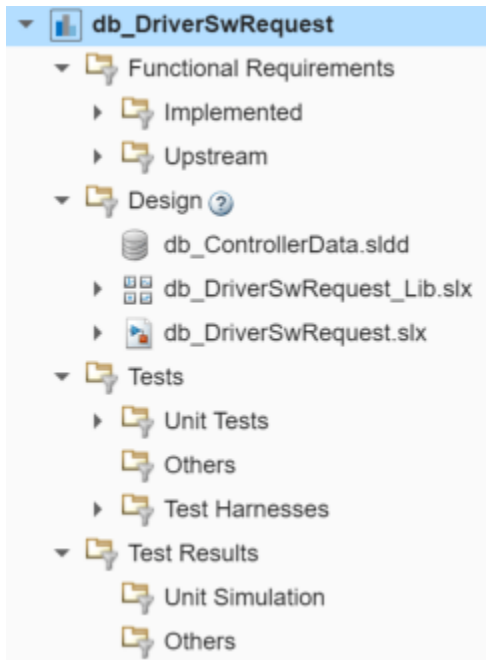 db_DriverSwRequest
Functional Requirements
Implemented
Upstream
Design ?
db_ControllerData.sldd
db_DriverSwRequest_Lib.slx
db_DriverSwRequest.slx
Tests
Unit Tests
Others
Test Harnesses
Test Results
Unit Simulation
Others